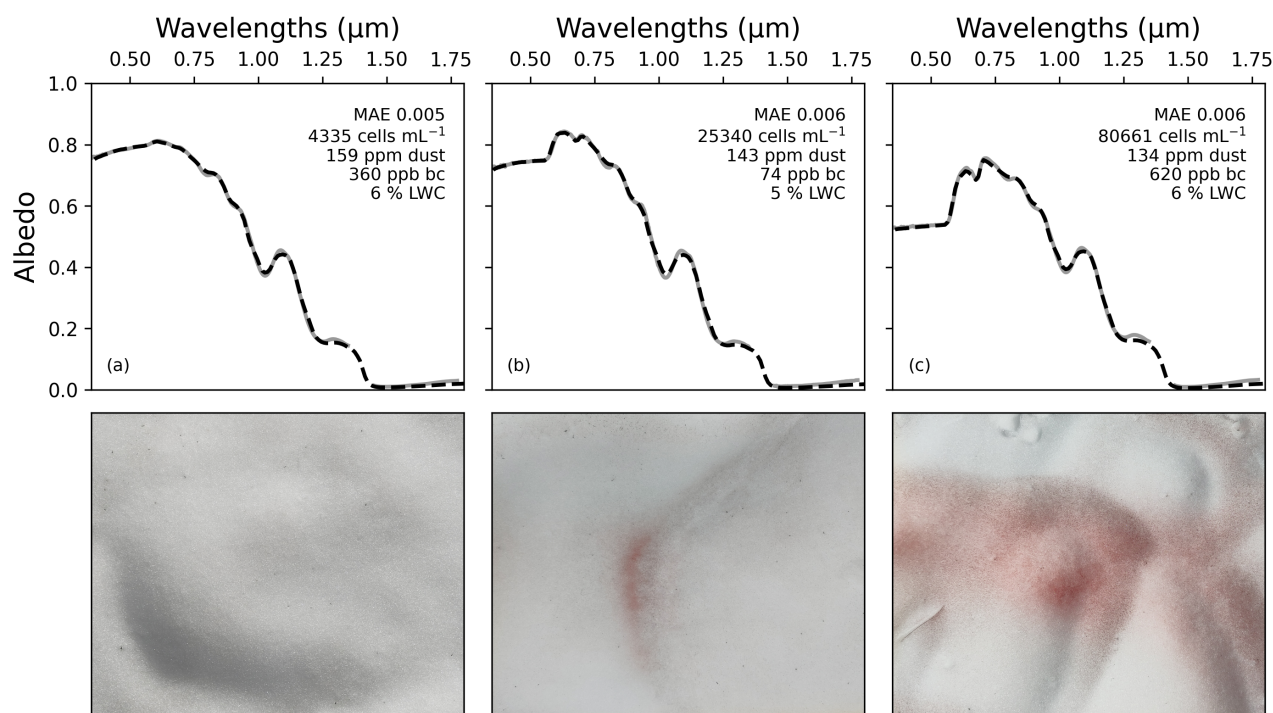 Wavelengths (μm)
0.50 0.75 1.00 1.25 1.50 1.75
Wavelengths (μm)
0.50 0.75 1.00 1.25 1.50 1.75
Wavelengths (μm)
0.50 0.75 1.00 1.25 1.50 1.75
Albedo
1.0
0.8
0.6
0.4
0.2
0.0
MAE 0.005
4335 cells mL⁻¹
159 ppm dust
360 ppb bc
6 % LWC
(a)
MAE 0.006
25340 cells mL⁻¹
143 ppm dust
74 ppb bc
5 % LWC
(b)
MAE 0.006
80661 cells mL⁻¹
134 ppm dust
620 ppb bc
6 % LWC
(c)